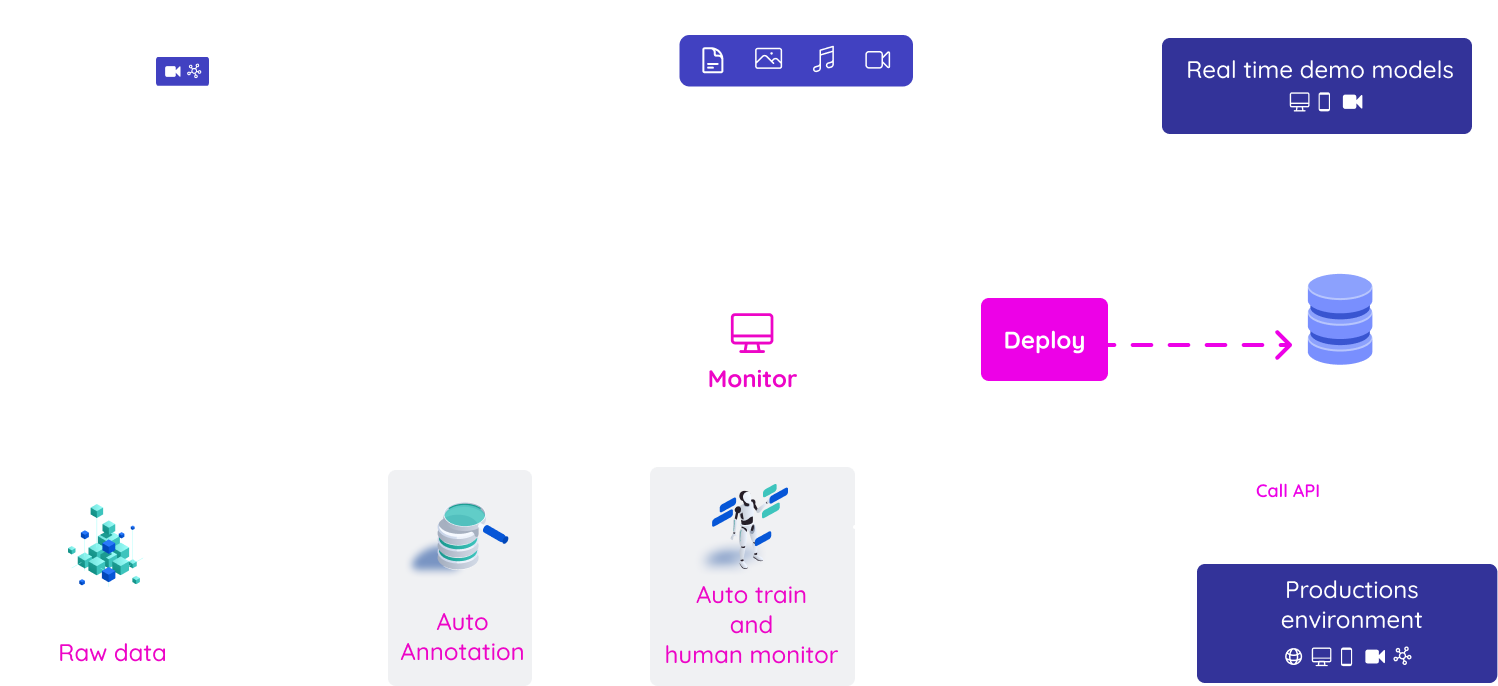 Real time demo models
Deploy
Monitor
Call API
Raw data
Auto
Annotation
Auto train
and
human monitor
Productions
environment